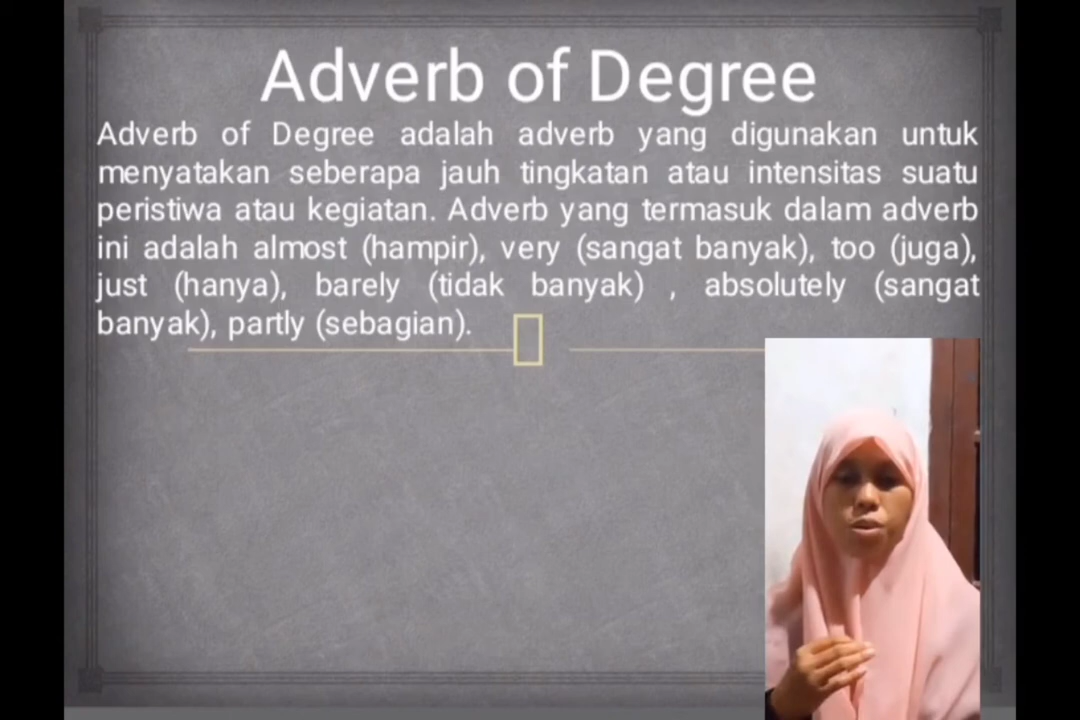 Adverb of Degree
Adverb of Degree adalah adverb yang digunakan untuk
menyatakan seberapa jauh tingkatan atau intensitas suatu
peristiwa atau kegiatan. Adverb yang termasuk dalam adverb
ini adalah almost (hampir), very (sangat banyak), too (juga),
just (hanya), barely (tidak banyak) , absolutely (sangat
banyak), partly (sebagian).